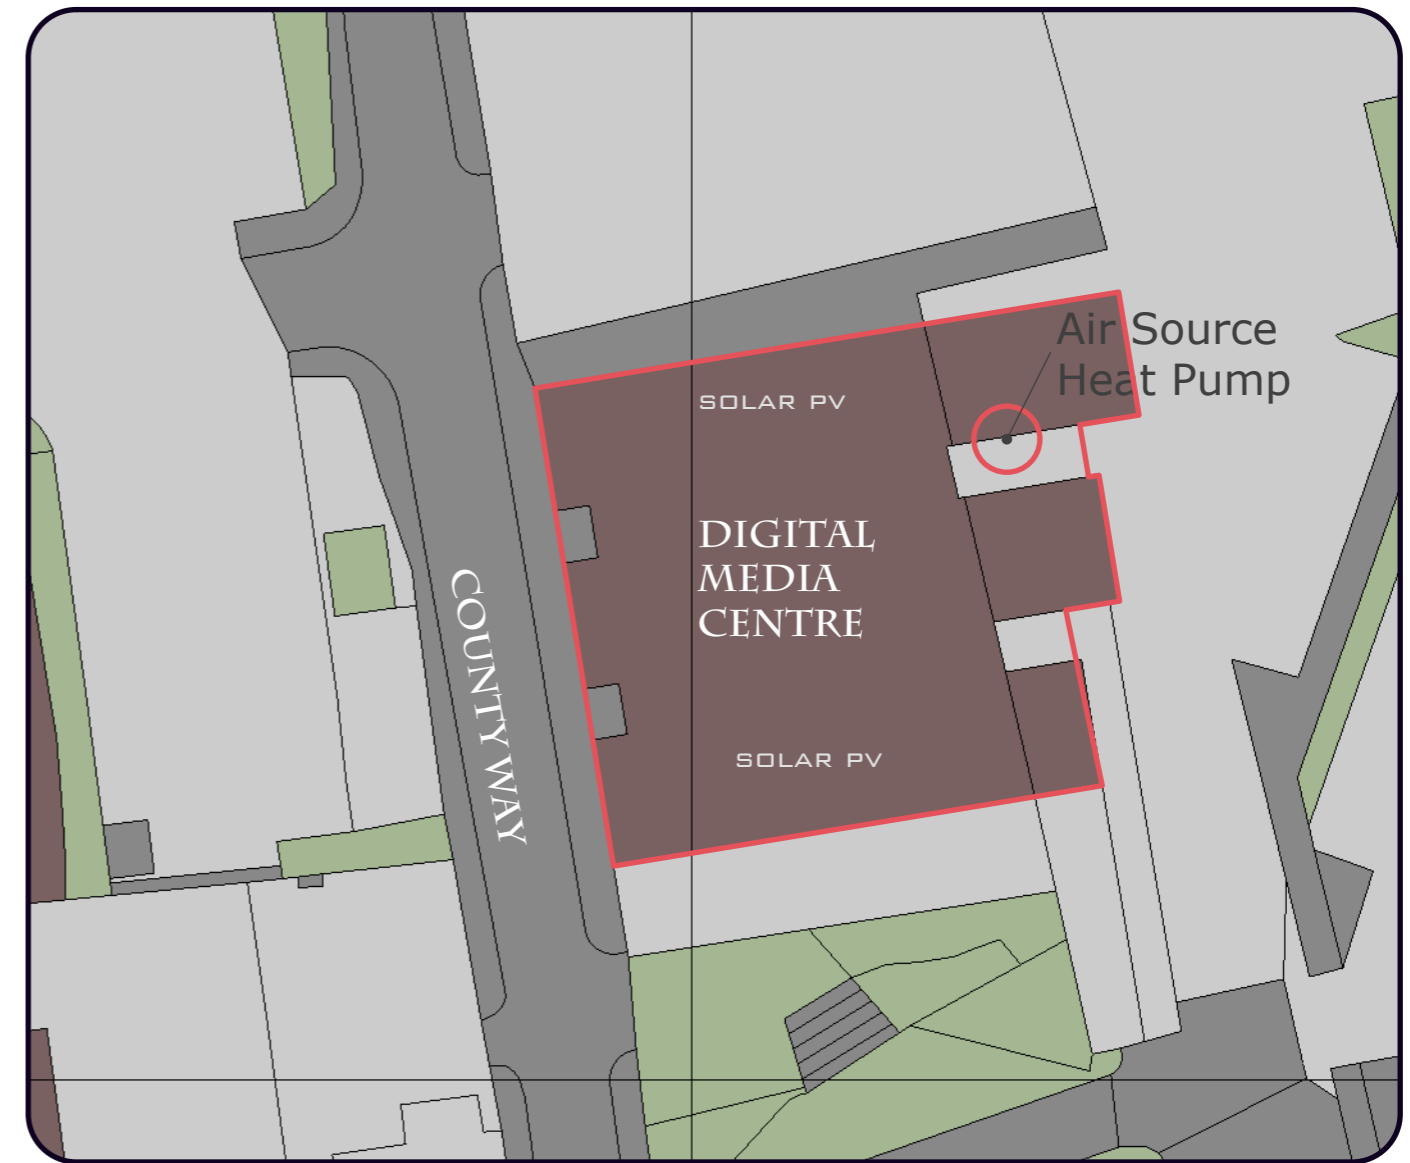 Air Source
Heat Pump
SOLAR PV
DIGITAL
MEDIA
CENTRE
COUNTY WAY
SOLAR PV